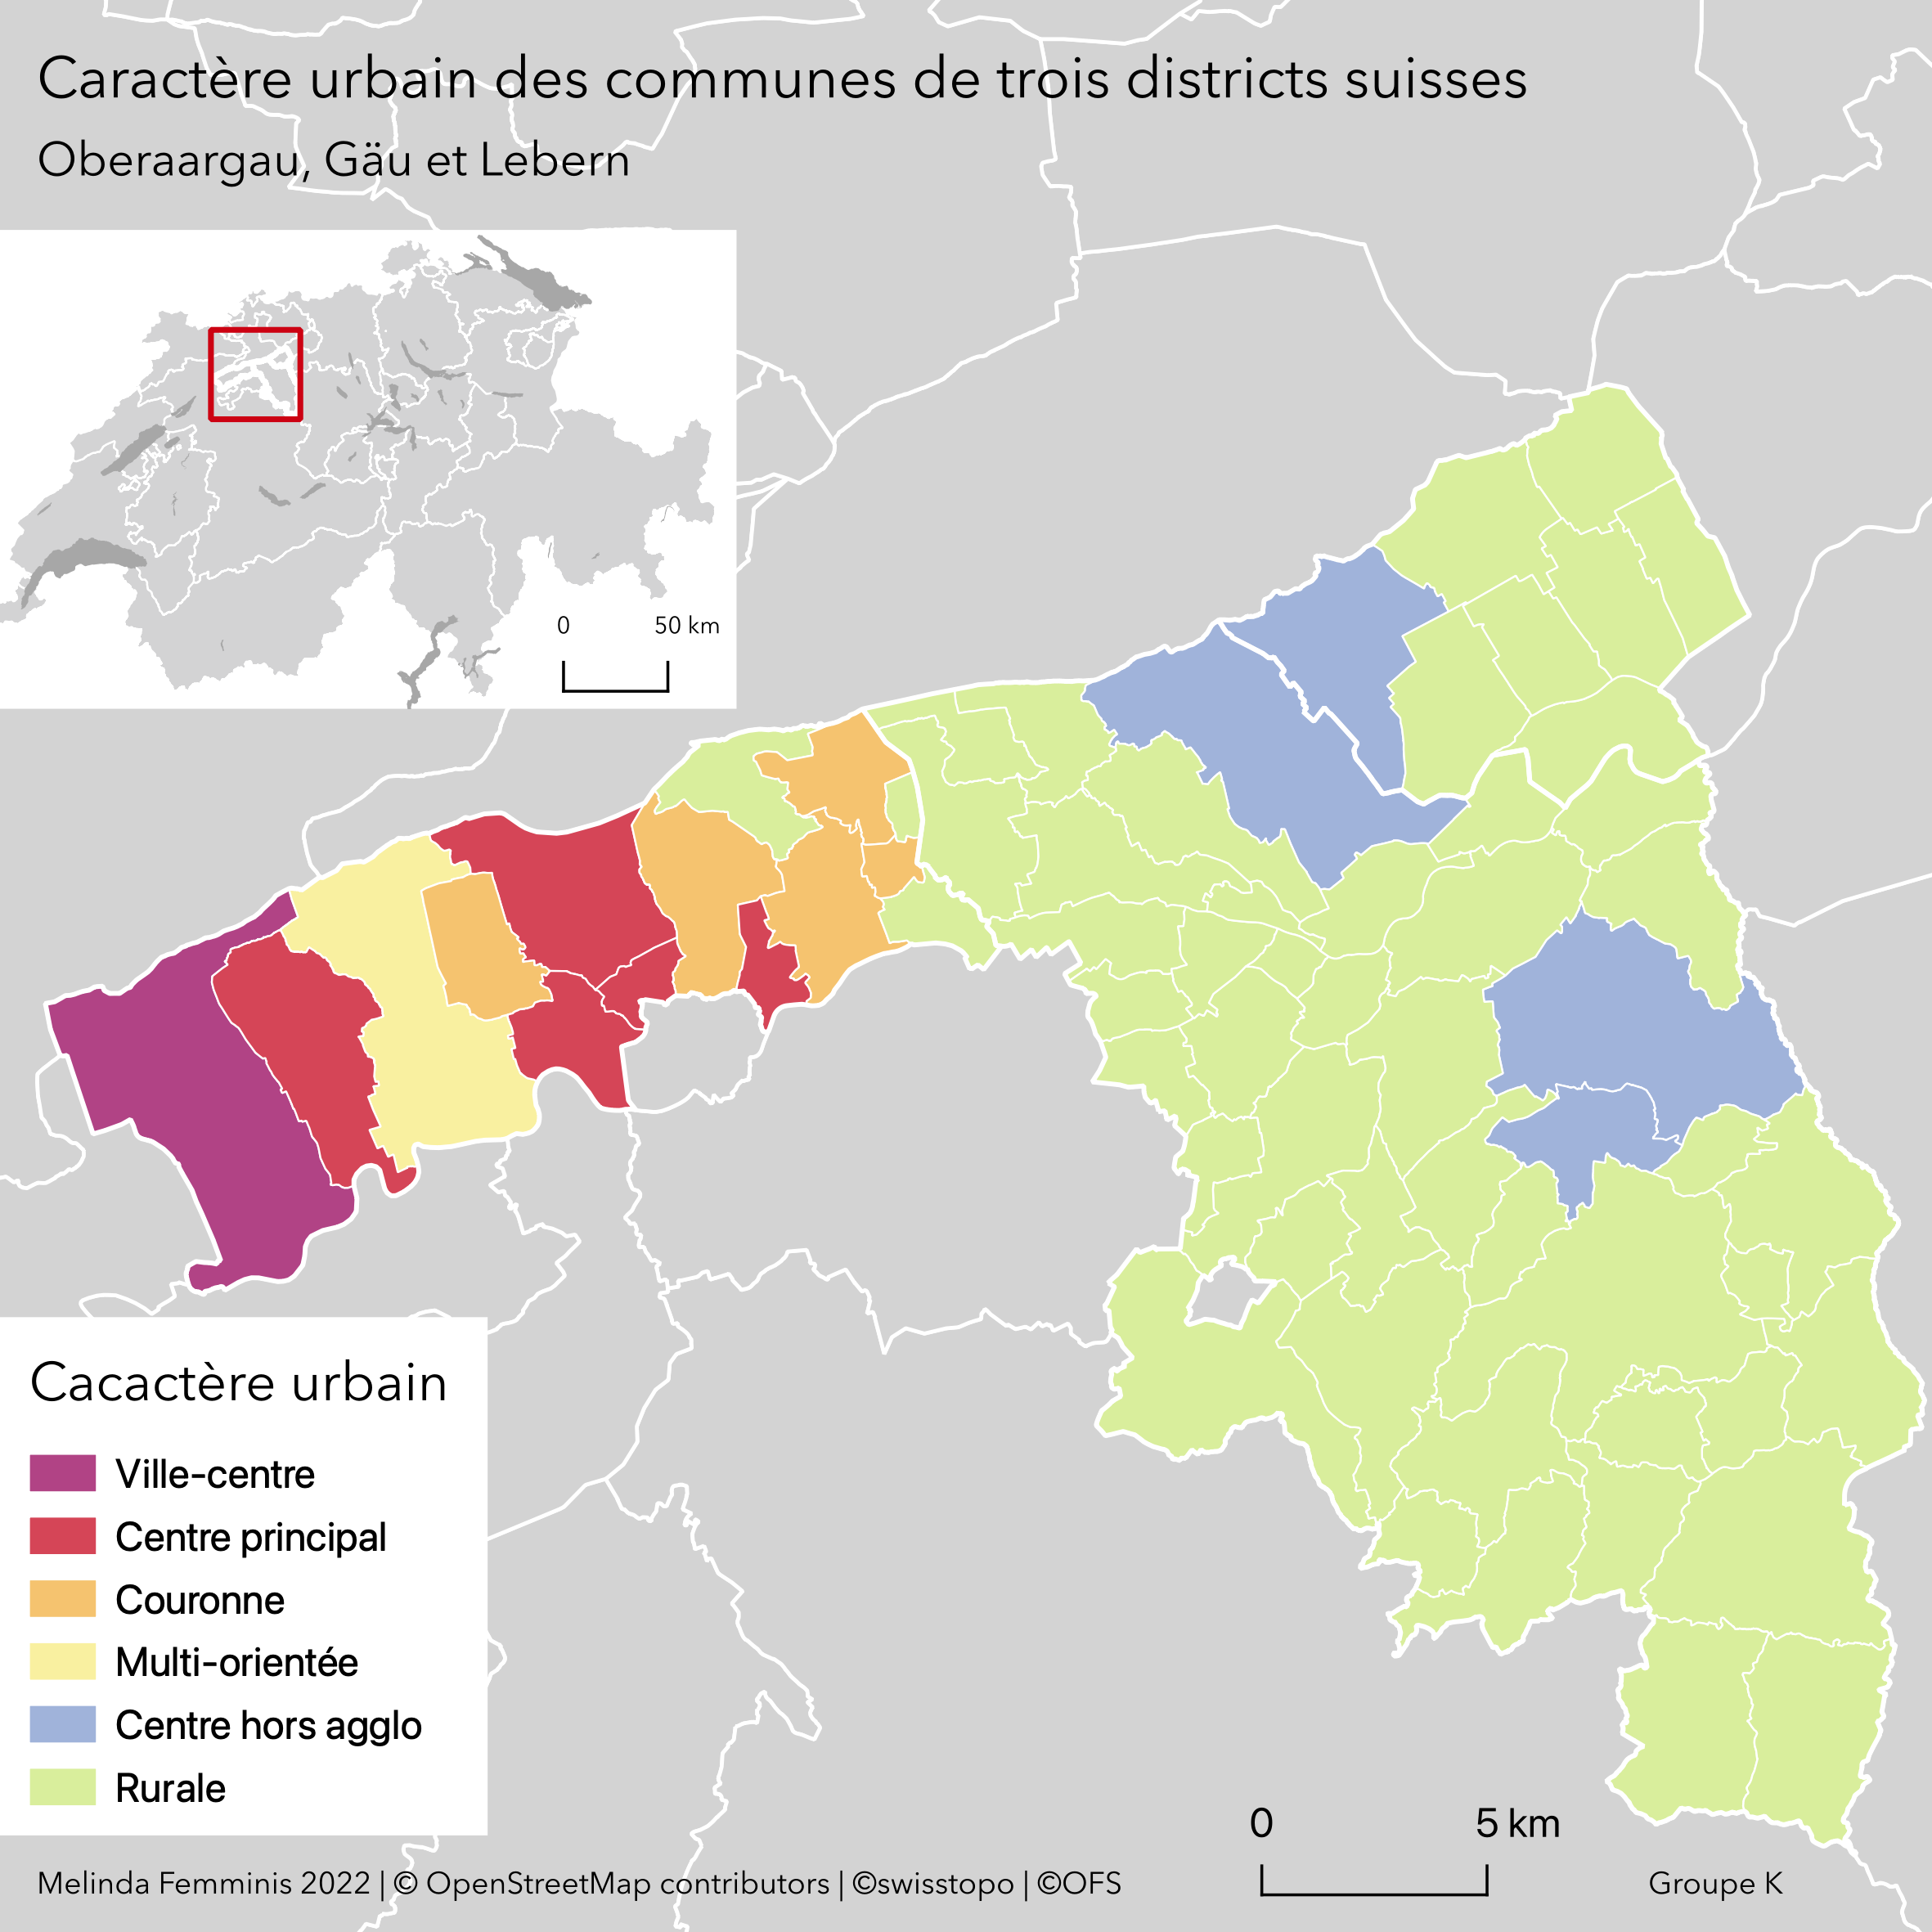 Caractère urbain des communes de trois districts suisses
Oberaargau, Gäu et Lebern
0 50 km
Cacactère urbain
Ville-centre
Centre principal
Couronne
Multi-orientée
Centre hors agglo
Rurale
0 5 km
Melinda Femminis 2022 | © OpenStreetMap contributors | ©swisstopo | ©OFS
Groupe K